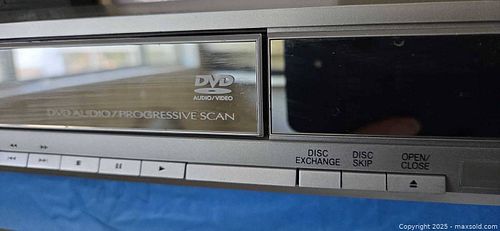 DVD
AUDIO/VIDEO
DVD AUDIO/PROGRESSIVE SCAN
DISC
EXCHANGE
DISC
SKIP
OPEN/
CLOSE
Copyright © 2025 - maxsold.com